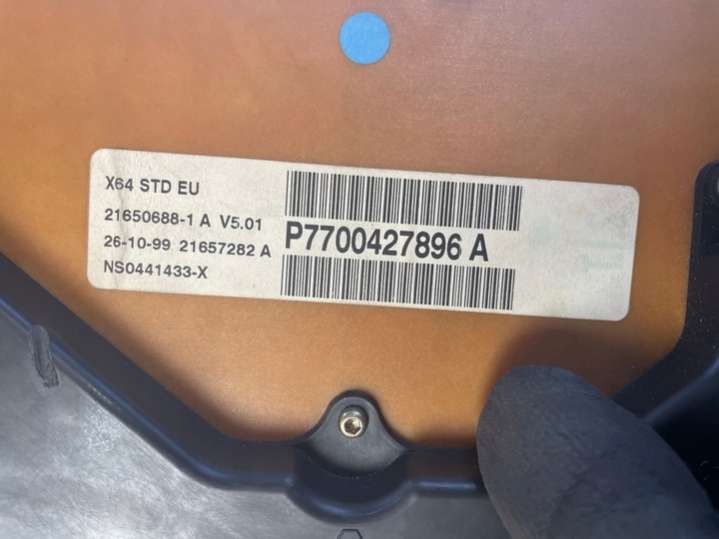 X64 STD EU
21650688-1 A V5.01
26-10-99 21657282 A
NS0441433-X
P7700427896 A